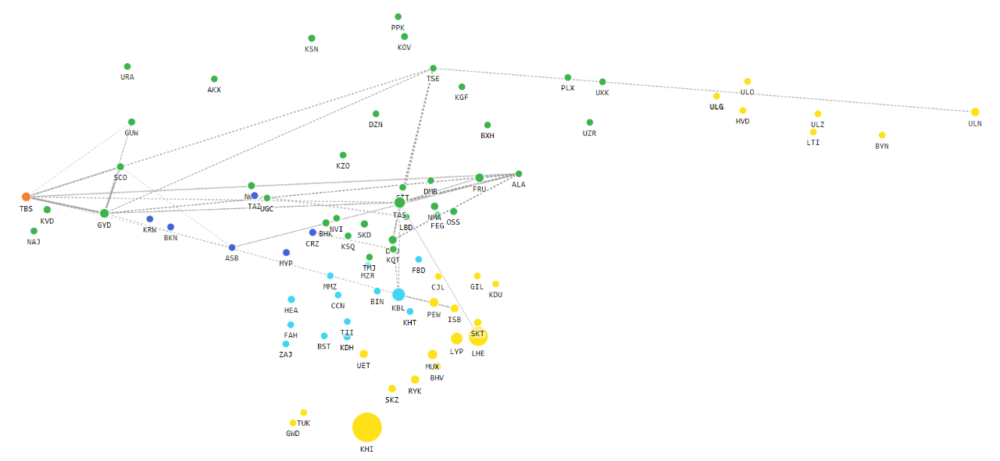 PPK
KOV
KSN
URA
AKX
TSE
KGF
PLX
UKK
ULO
ULG
HVD
ULZ
LTI
BYN
ULN
GUW
DZN
BXH
UZR
KZO
SCO
ALA
FRU
DMB
TBS
KVD
NAJ
GYD
TAZ
UGC
TAS
LBD
NMA
FEG
OSS
KRW
BKN
ASB
CRZ
BHK
NVI
KSQ
SKD
MYP
KQT
TMJ
MZR
FBD
MMZ
CCN
BIN
KBL
KHT
CJL
GIL
KDU
PEW
ISB
HEA
FAH
ZAJ
BST
TII
KDH
SKT
LHE
LYP
UET
MUX
BHV
RYK
SKZ
TUK
GWD
KHI